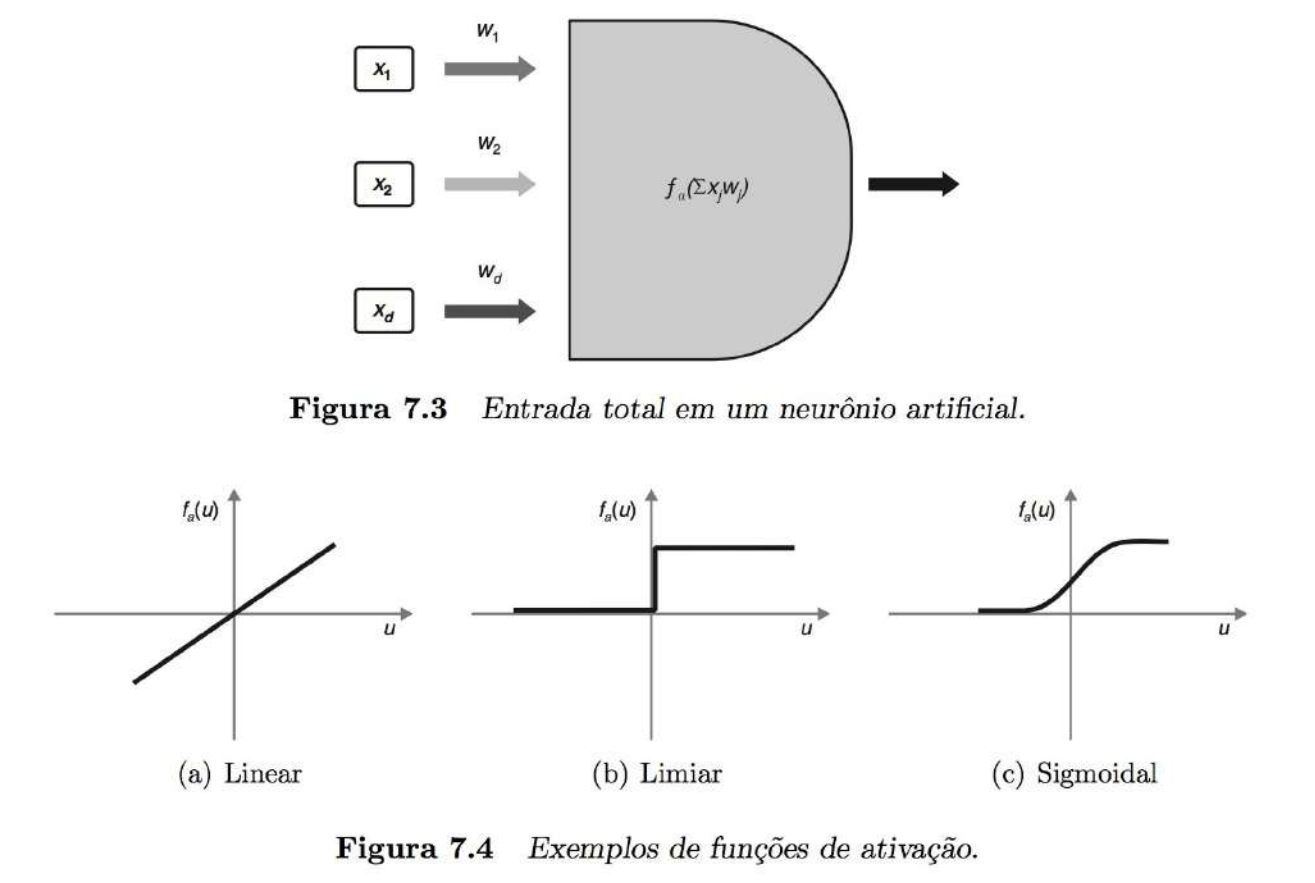 w1
x1
w2
x2
fa(Σxjwj)
wd
xd
Figura 7.3 Entrada total em um neurônio artificial.
fa(u) fa(u) fa(u)
u u u
(a) Linear (b) Limiar (c) Sigmoidal
Figura 7.4 Exemplos de funções de ativação.